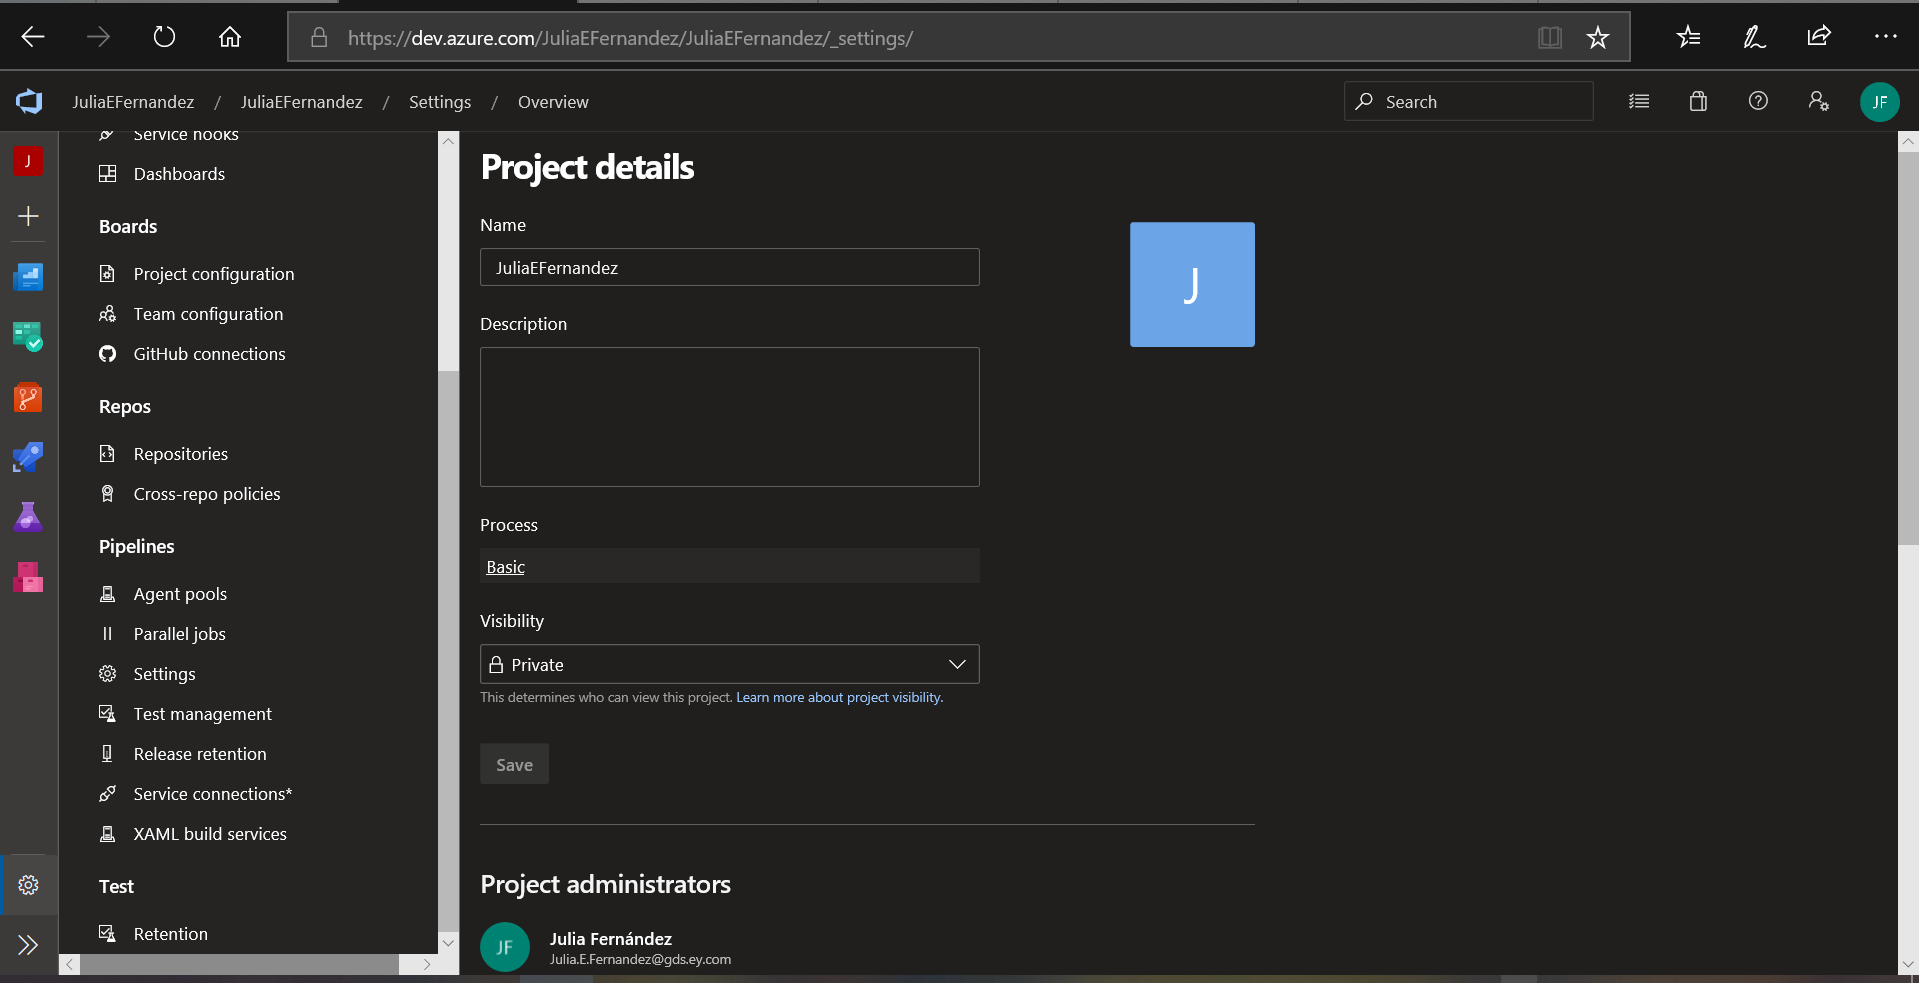 https://dev.azure.com/JuliaEFernandez/JuliaEFernandez/_settings/
JuliaEFernandez / JuliaEFernandez / Settings / Overview
Search
JF
J
Service hooks
Dashboards
Boards
Project configuration
Team configuration
GitHub connections
Repos
Repositories
Cross-repo policies
Pipelines
Agent pools
Parallel jobs
Settings
Test management
Release retention
Service connections*
XAML build services
Test
Retention
Project details
Name
JuliaEFernandez
J
Description
Process
Basic
Visibility
Private
This determines who can view this project. Learn more about project visibility.
Save
Project administrators
JF
Julia Fernández
Julia.E.Fernandez@gds.ey.com